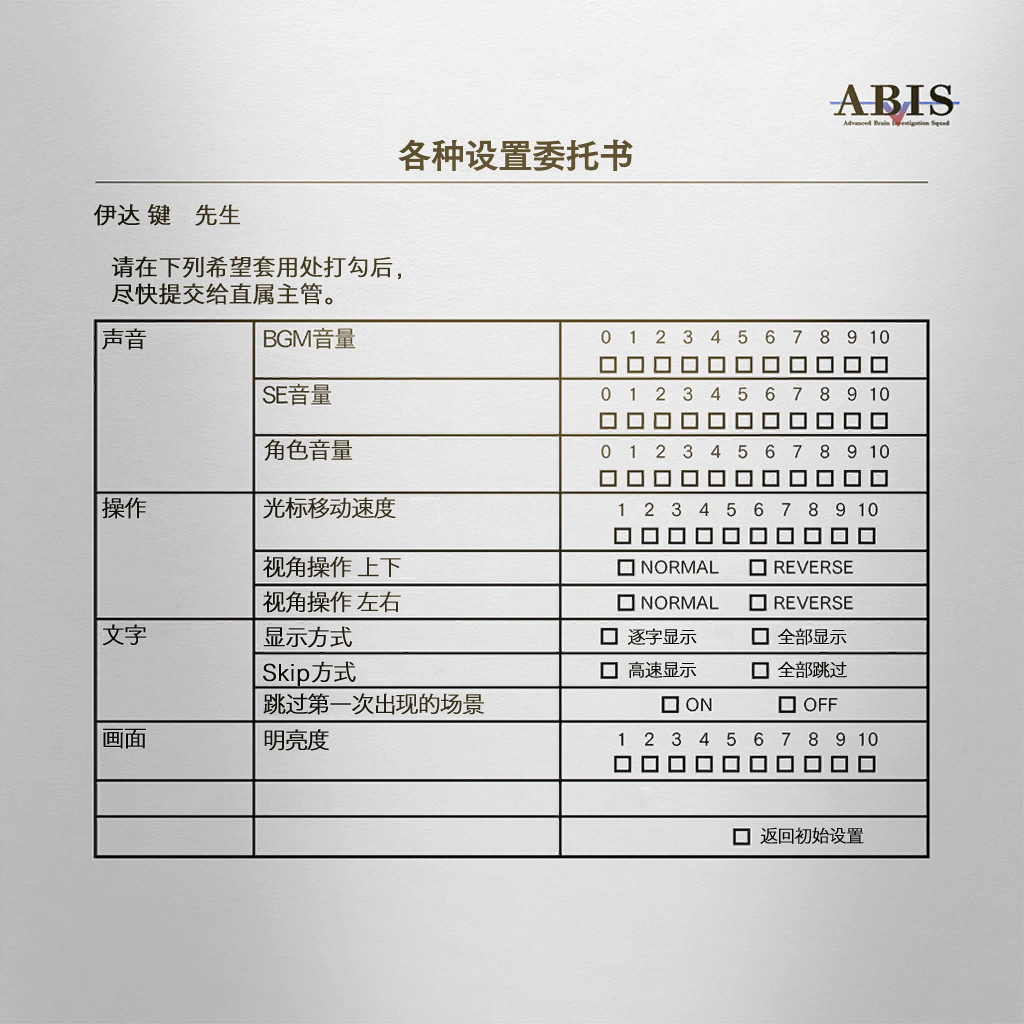 ABIS
Advanced Brain Investigation Squad
各种设置委托书
伊达 键 先生
请在下列希望套用处打勾后，
尽快提交给直属主管。
声音 BGM音量 0 1 2 3 4 5 6 7 8 9 10
SE音量 0 1 2 3 4 5 6 7 8 9 10
角色音量 0 1 2 3 4 5 6 7 8 9 10
操作 光标移动速度 1 2 3 4 5 6 7 8 9 10
视角操作 上下 NORMAL REVERSE
视角操作 左右 NORMAL REVERSE
文字 显示方式 逐字显示 全部显示
Skip方式 高速显示 全部跳过
跳过第一次出现的场景 ON OFF
画面 明亮度 1 2 3 4 5 6 7 8 9 10
返回初始设置